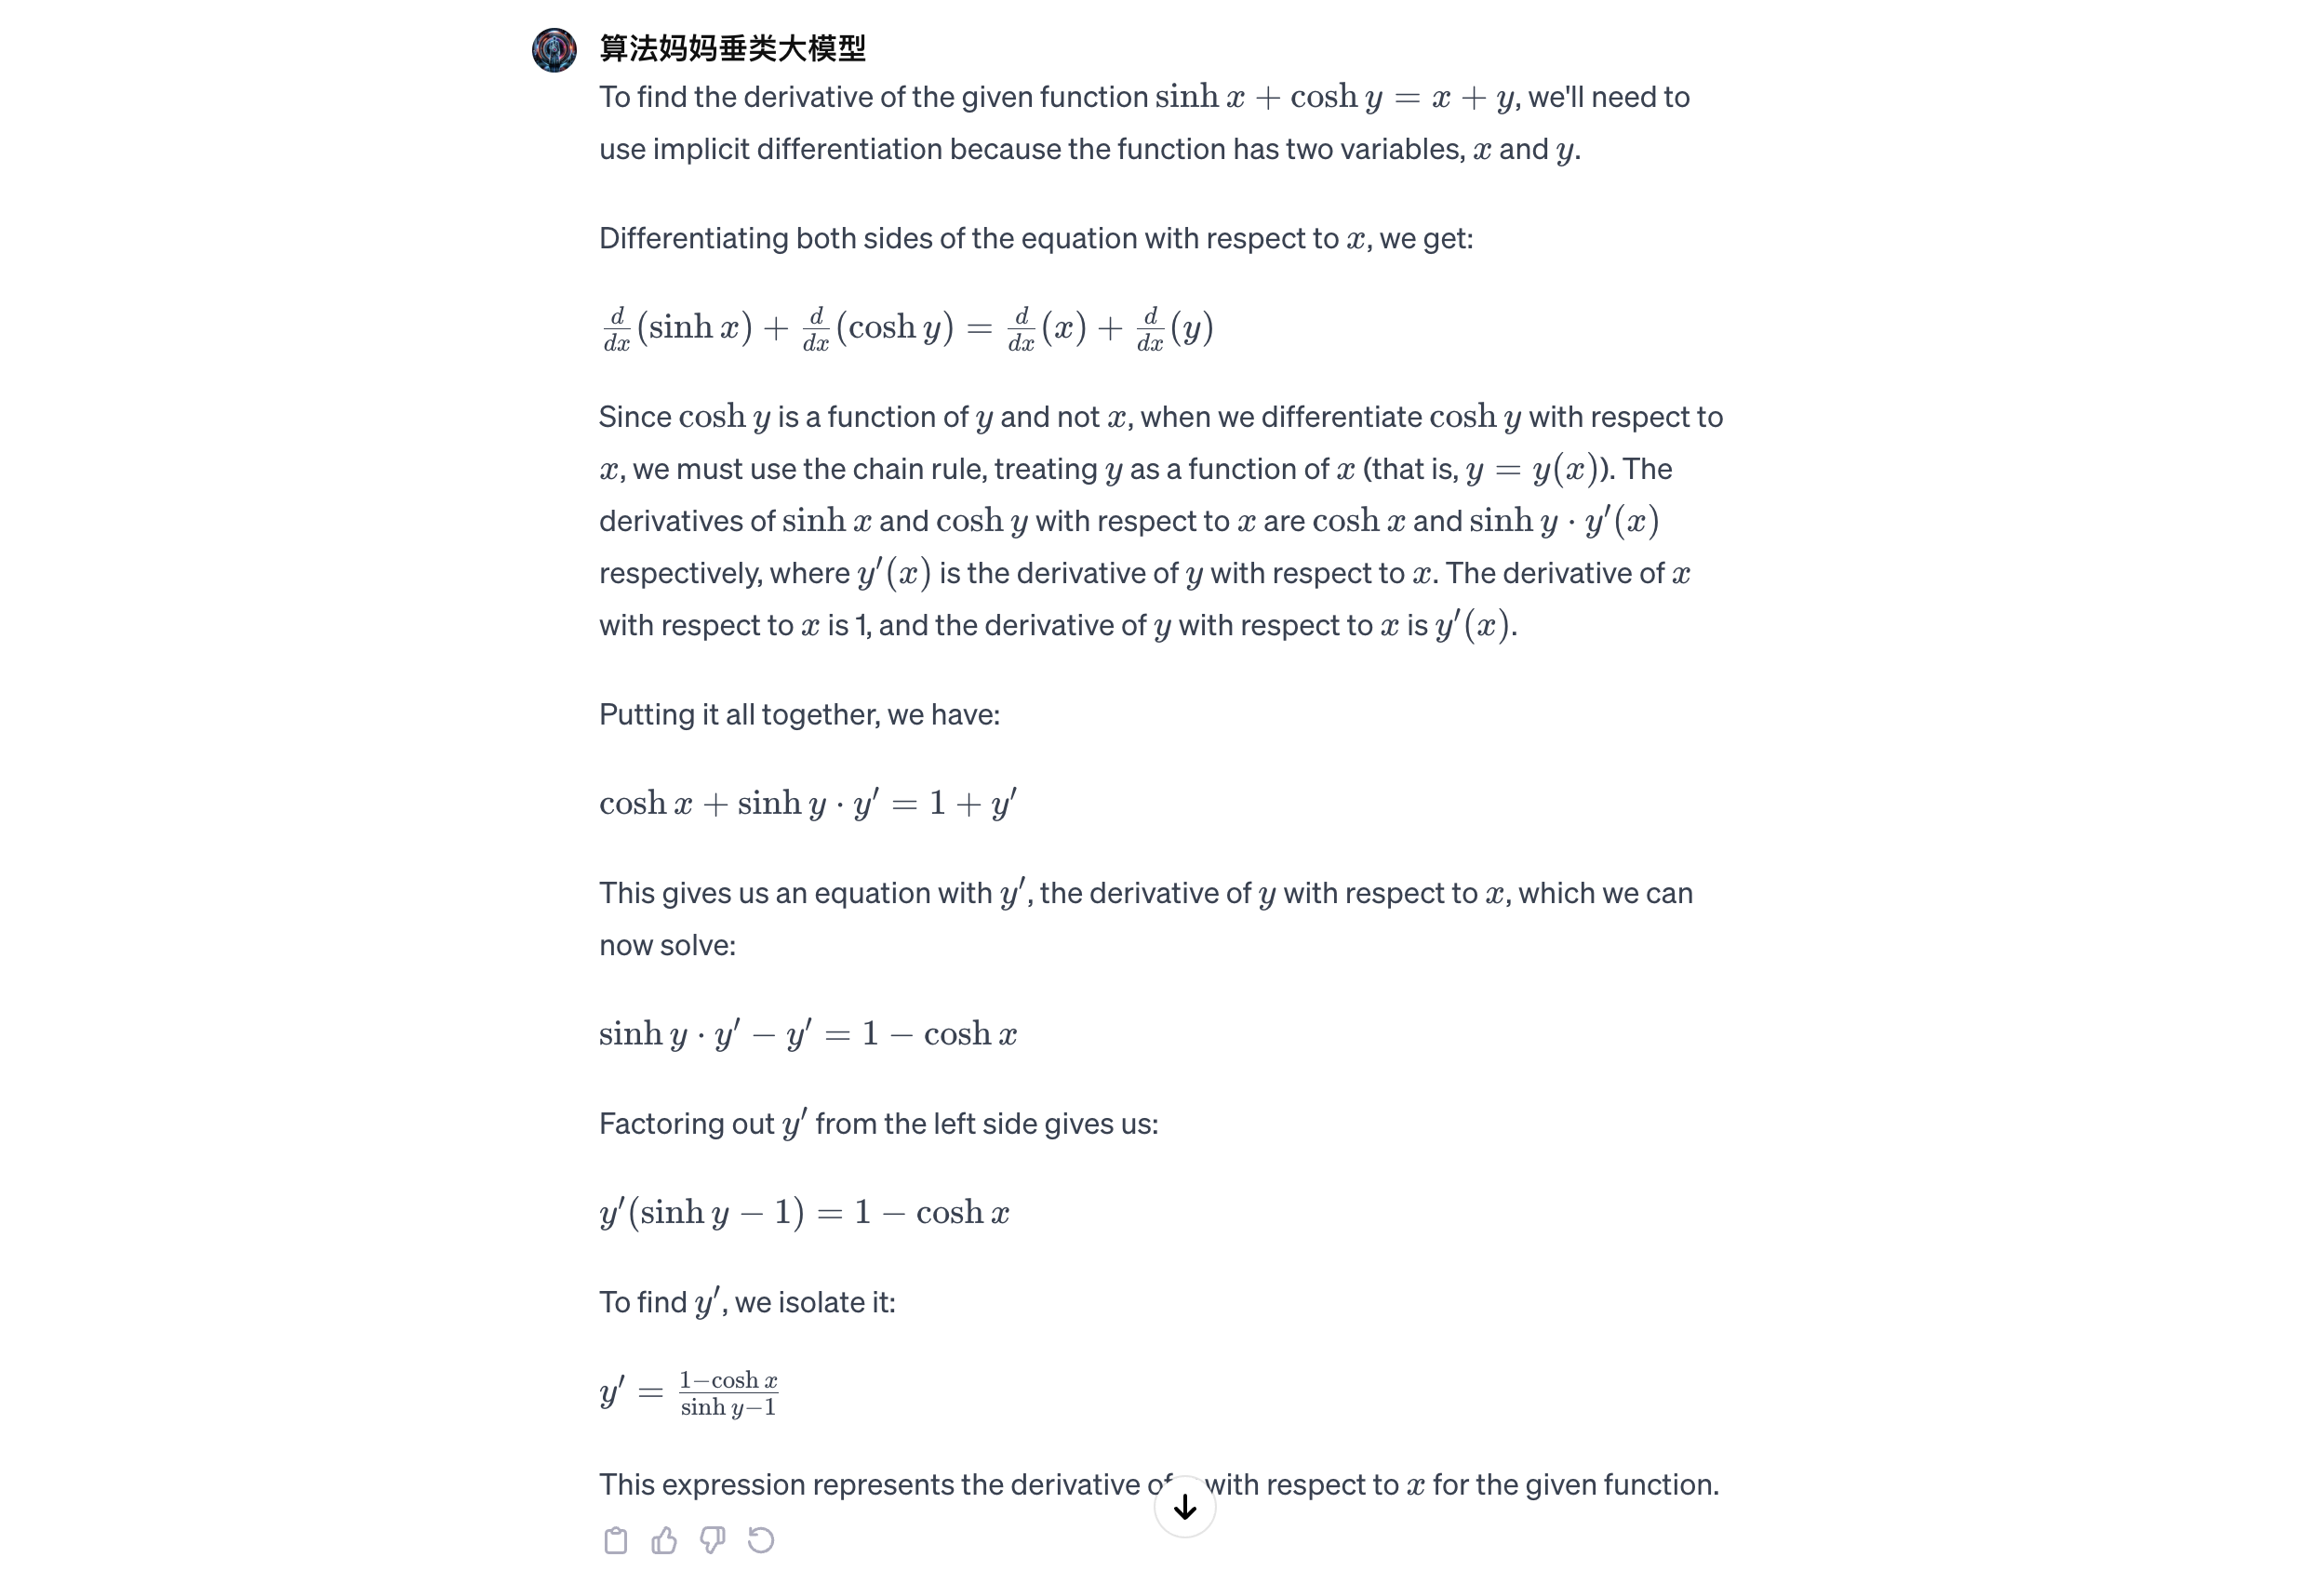 算法妈妈垂类大模型
To find the derivative of the given function sinh x + cosh y = x + y, we'll need to
use implicit differentiation because the function has two variables, x and y.
Differentiating both sides of the equation with respect to x, we get:
d/dx (sinh x) + d/dx (cosh y) = d/dx (x) + d/dx (y)
Since cosh y is a function of y and not x, when we differentiate cosh y with respect to
x, we must use the chain rule, treating y as a function of x (that is, y = y(x)). The
derivatives of sinh x and cosh y with respect to x are cosh x and sinh y · y′(x)
respectively, where y′(x) is the derivative of y with respect to x. The derivative of x
with respect to x is 1, and the derivative of y with respect to x is y′(x).
Putting it all together, we have:
cosh x + sinh y · y′ = 1 + y′
This gives us an equation with y′, the derivative of y with respect to x, which we can
now solve:
sinh y · y′ − y′ = 1 − cosh x
Factoring out y′ from the left side gives us:
y′(sinh y − 1) = 1 − cosh x
To find y′, we isolate it:
y′ = (1−cosh x)/(sinh y−1)
This expression represents the derivative of with respect to x for the given function.